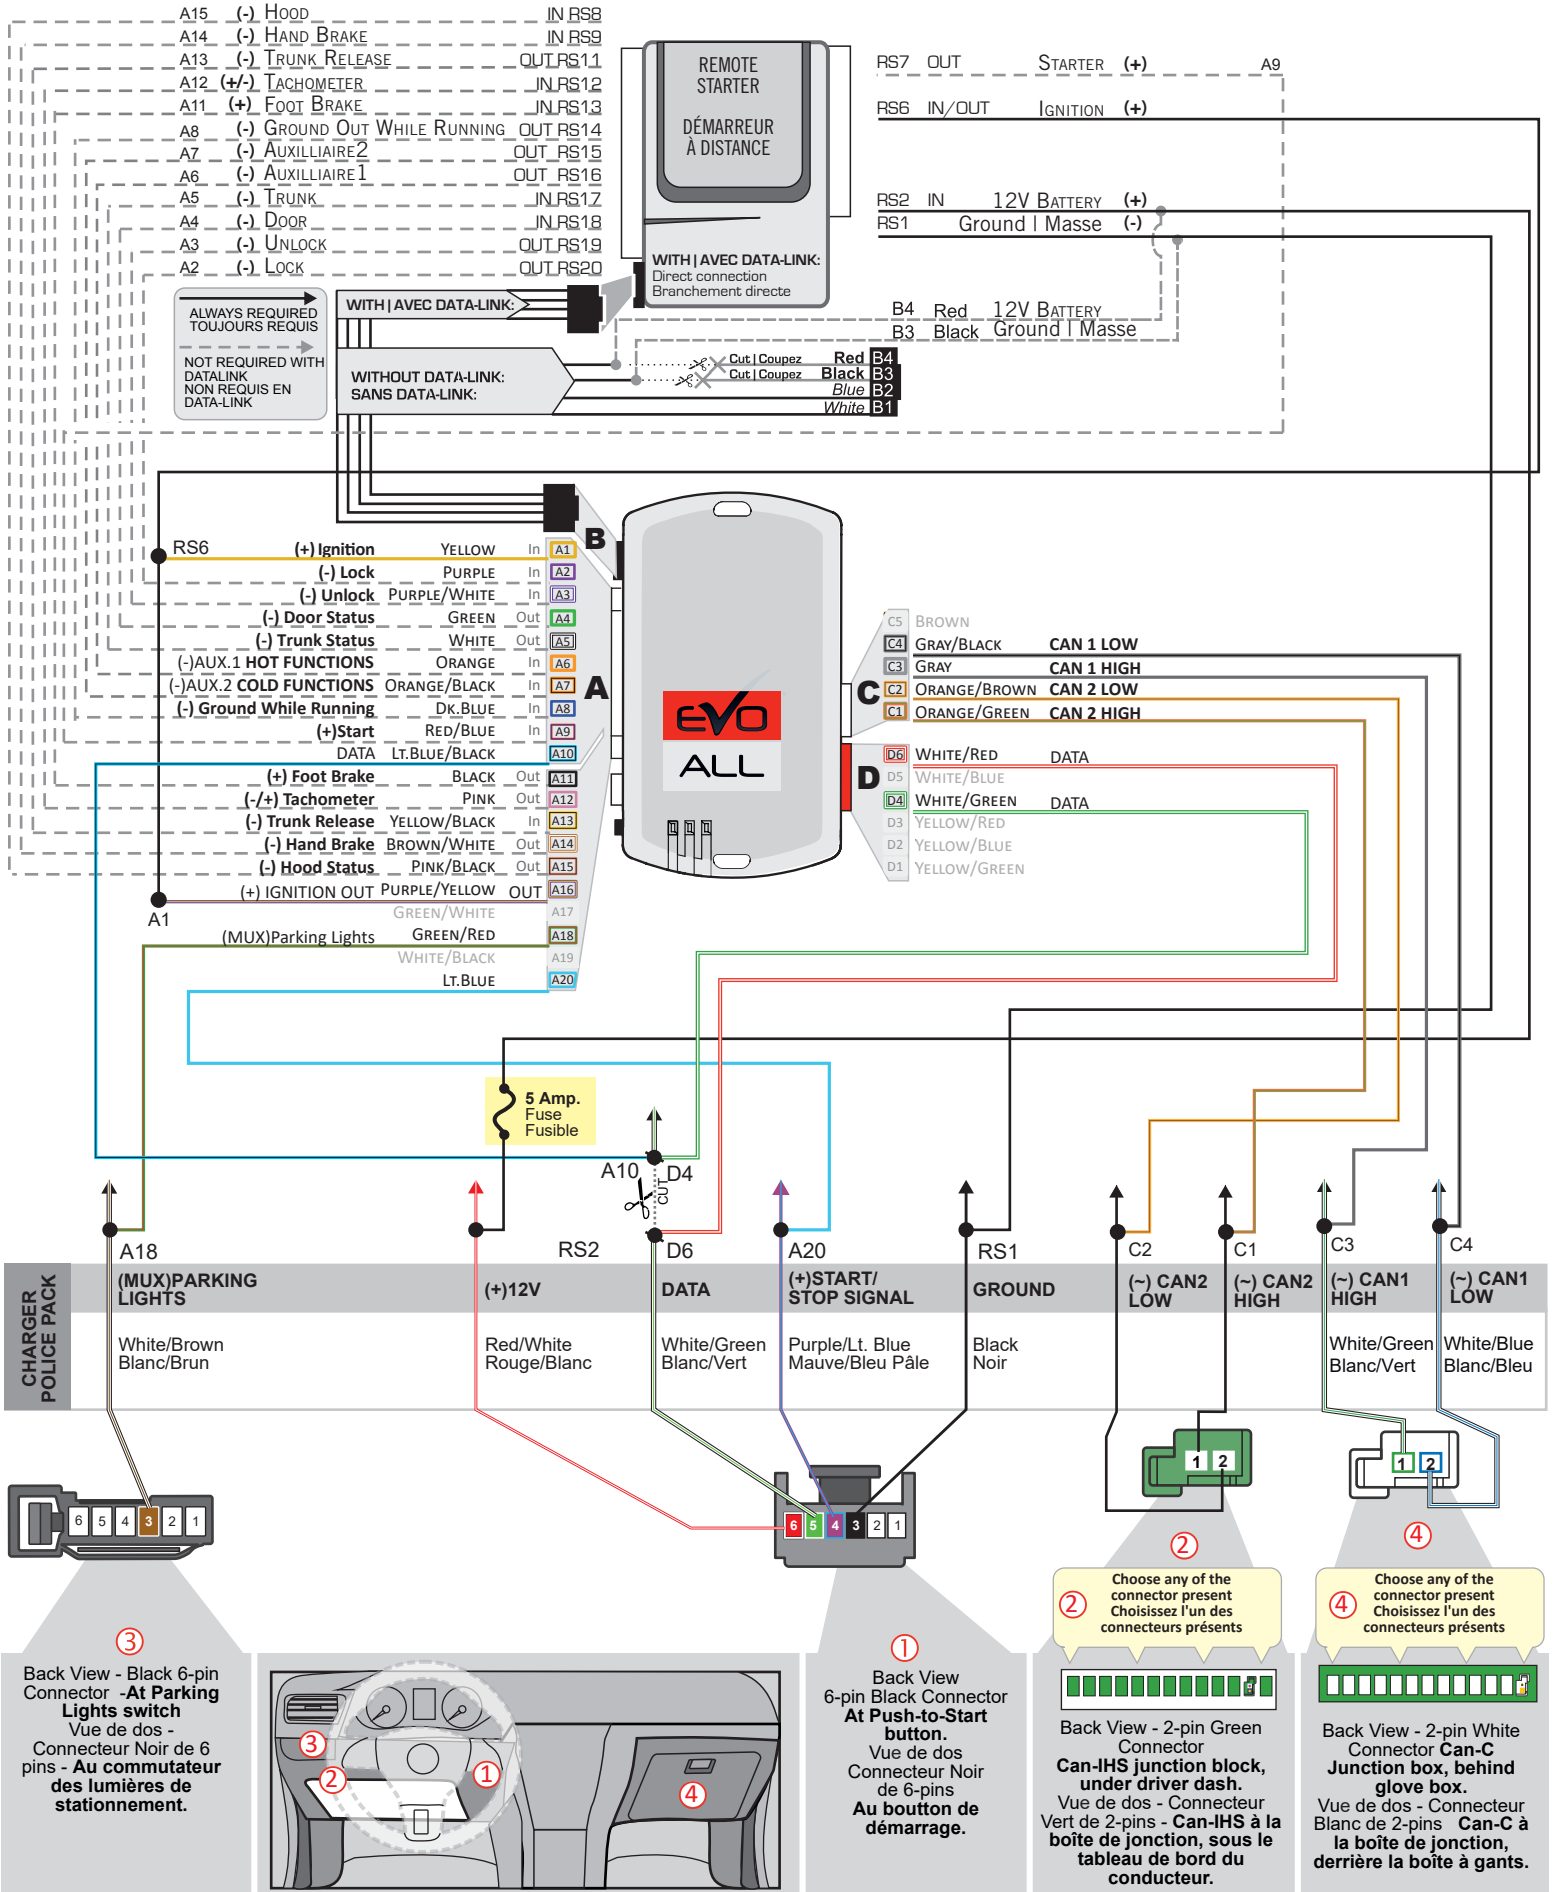 A15 (-) HOOD IN RS8
A14 (-) HAND BRAKE IN RS9
A13 (-) TRUNK RELEASE OUT RS11
A12 (+/-) TACHOMETER IN RS12
A11 (+) FOOT BRAKE IN RS13
A8 (-) GROUND OUT WHILE RUNNING OUT RS14
A7 (-) AUXILLIAIRE2 OUT RS15
A6 (-) AUXILLIAIRE1 OUT RS16
A5 (-) TRUNK IN RS17
A4 (-) DOOR IN RS18
A3 (-) UNLOCK OUT RS19
A2 (-) LOCK OUT RS20
REMOTE
STARTER
DÉMARREUR
À DISTANCE
WITH | AVEC DATA-LINK:
Direct connection
Branchement directe
RS7 OUT STARTER (+) A9
RS6 IN/OUT IGNITION (+)
RS2 IN 12V BATTERY (+)
RS1 Ground | Masse (-)
ALWAYS REQUIRED
TOUJOURS REQUIS
NOT REQUIRED WITH
DATALINK
NON REQUIS EN
DATA-LINK
WITH | AVEC DATA-LINK:
WITHOUT DATA-LINK:
SANS DATA-LINK:
B4 Red 12V BATTERY
B3 Black Ground | Masse
Cut | Coupez Red B4
Cut | Coupez Black B3
Blue B2
White B1
B
RS6 (+) Ignition YELLOW In A1
(-) Lock PURPLE In A2
(-) Unlock PURPLE/WHITE In A3
(-) Door Status GREEN Out A4
(-) Trunk Status WHITE Out A5
(-)AUX.1 HOT FUNCTIONS ORANGE In A6
(-)AUX.2 COLD FUNCTIONS ORANGE/BLACK In A7
(-) Ground While Running DK.BLUE In A8
(+)Start RED/BLUE In A9
DATA LT.BLUE/BLACK A10
(+) Foot Brake BLACK Out A11
(-/+) Tachometer PINK Out A12
(-) Trunk Release YELLOW/BLACK In A13
(-) Hand Brake BROWN/WHITE Out A14
(-) Hood Status PINK/BLACK Out A15
(+) IGNITION OUT PURPLE/YELLOW OUT A16
A1
GREEN/WHITE A17
(MUX)Parking Lights GREEN/RED A18
WHITE/BLACK A19
LT.BLUE A20
A
EVO
ALL
C
C5 BROWN
C4 GRAY/BLACK CAN 1 LOW
C3 GRAY CAN 1 HIGH
C2 ORANGE/BROWN CAN 2 LOW
C1 ORANGE/GREEN CAN 2 HIGH
D
D6 WHITE/RED DATA
D5 WHITE/BLUE
D4 WHITE/GREEN DATA
D3 YELLOW/RED
D2 YELLOW/BLUE
D1 YELLOW/GREEN
5 Amp.
Fuse
Fusible
A10 D4
CUT
A18 RS2 D6 A20 RS1 C2 C1 C3 C4
CHARGER
POLICE PACK
(MUX)PARKING
LIGHTS
(+)12V
DATA
(+)START/
STOP SIGNAL
GROUND
(~) CAN2
LOW
(~) CAN2
HIGH
(~) CAN1
HIGH
(~) CAN1
LOW
White/Brown
Blanc/Brun
Red/White
Rouge/Blanc
White/Green
Blanc/Vert
Purple/Lt. Blue
Mauve/Bleu Pâle
Black
Noir
White/Green
Blanc/Vert
White/Blue
Blanc/Bleu
6 5 4 3 2 1
6 5 4 3 2 1
1 2
1 2
3
Back View - Black 6-pin
Connector -At Parking
Lights switch
Vue de dos -
Connecteur Noir de 6
pins - Au commutateur
des lumières de
stationnement.
3
2
1
4
1
Back View
6-pin Black Connector
At Push-to-Start
button.
Vue de dos
Connecteur Noir
de 6-pins
Au boutton de
démarrage.
2
2
Choose any of the
connector present
Choisissez l'un des
connecteurs présents
Back View - 2-pin Green
Connector
Can-IHS junction block,
under driver dash.
Vue de dos - Connecteur
Vert de 2-pins - Can-IHS à la
boîte de jonction, sous le
tableau de bord du
conducteur.
4
4
Choose any of the
connector present
Choisissez l'un des
connecteurs présents
Back View - 2-pin White
Connector Can-C
Junction box, behind
glove box.
Vue de dos - Connecteur
Blanc de 2-pins Can-C à
la boîte de jonction,
derrière la boîte à gants.